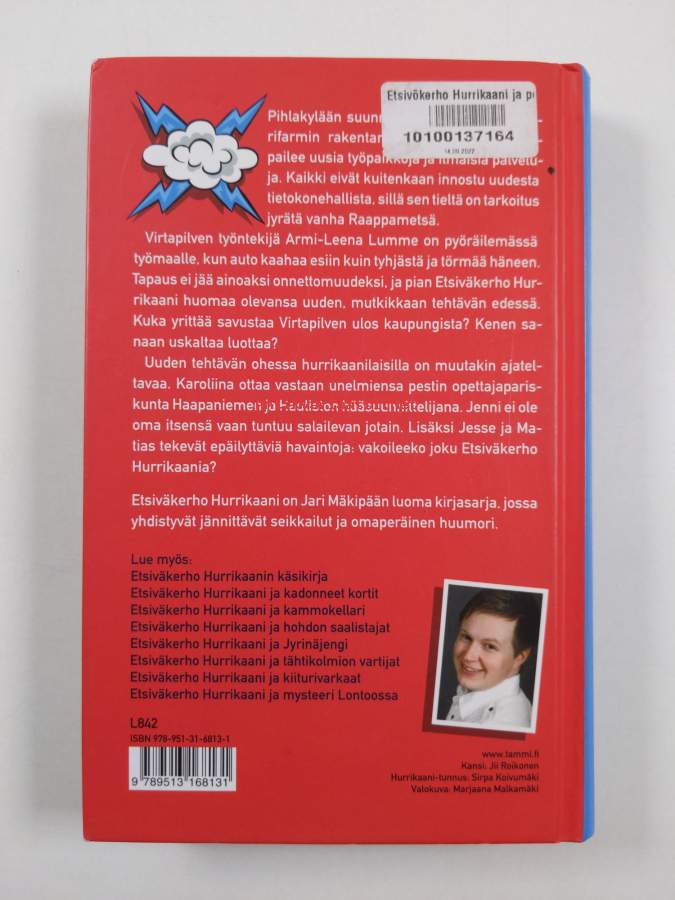 Etsivökerho Hurrikaani ja p
10100137164
14.09.2022
Pihlakylään
rifarmin
pailee uusia työpaikkoja ja ilmaisia palvelu-
ja. Kaikki eivät kuitenkaan innostu uudesta
tietokonehallista, sillä sen tieltä on tarkoitus
jyrätä vanha Raappametsä.
Virtapilven työntekijä Armi-Leena Lumme on pyöräilemässä
työmaalle, kun auto kaahaa esiin kuin tyhjästä ja törmää häneen.
Tapaus ei jää ainoaksi onnettomuudeksi, ja pian Etsiväkerho Hur-
rikaani huomaa olevansa uuden, mutkikkaan tehtävän edessä.
Kuka yrittää savustaa Virtapilven ulos kaupungista? Kenen sa-
naan uskaltaa luottaa?
Uuden tehtävän ohessa hurrikaanilaisilla on muutakin ajatel-
tavaa. Karoliina ottaa vastaan unelmiensa pestin opettajaparis-
kunta Haapaniemen ja Haaviston hääsuunnittelijana. Jenni ei ole
oma itsensä vaan tuntuu salailevan jotain. Lisäksi Jesse ja Ma-
tias tekevät epäilyttäviä havaintoja: vakoileeko joku Etsiväkerho
Hurrikaania?
Etsiväkerho Hurrikaani on Jari Mäkipään luoma kirjasarja, jossa
yhdistyvät jännittävät seikkailut ja omaperäinen huumori.
Lue myös:
Etsiväkerho Hurrikaanin käsikirja
Etsiväkerho Hurrikaani ja kadonneet kortit
Etsiväkerho Hurrikaani ja kammokellari
Etsiväkerho Hurrikaani ja hohdon saalistajat
Etsiväkerho Hurrikaani ja Jyrinäjengi
Etsiväkerho Hurrikaani ja tähtikolmion vartijat
Etsiväkerho Hurrikaani ja kiiturivarkaat
Etsiväkerho Hurrikaani ja mysteeri Lontoossa
L842
ISBN 978-951-31-6813-1
9 789513 168131
www.tammi.fi
Kansi: Jii Roikonen
Hurrikaani-tunnus: Sirpa Koivumäki
Valokuva: Marjaana Malkamäki